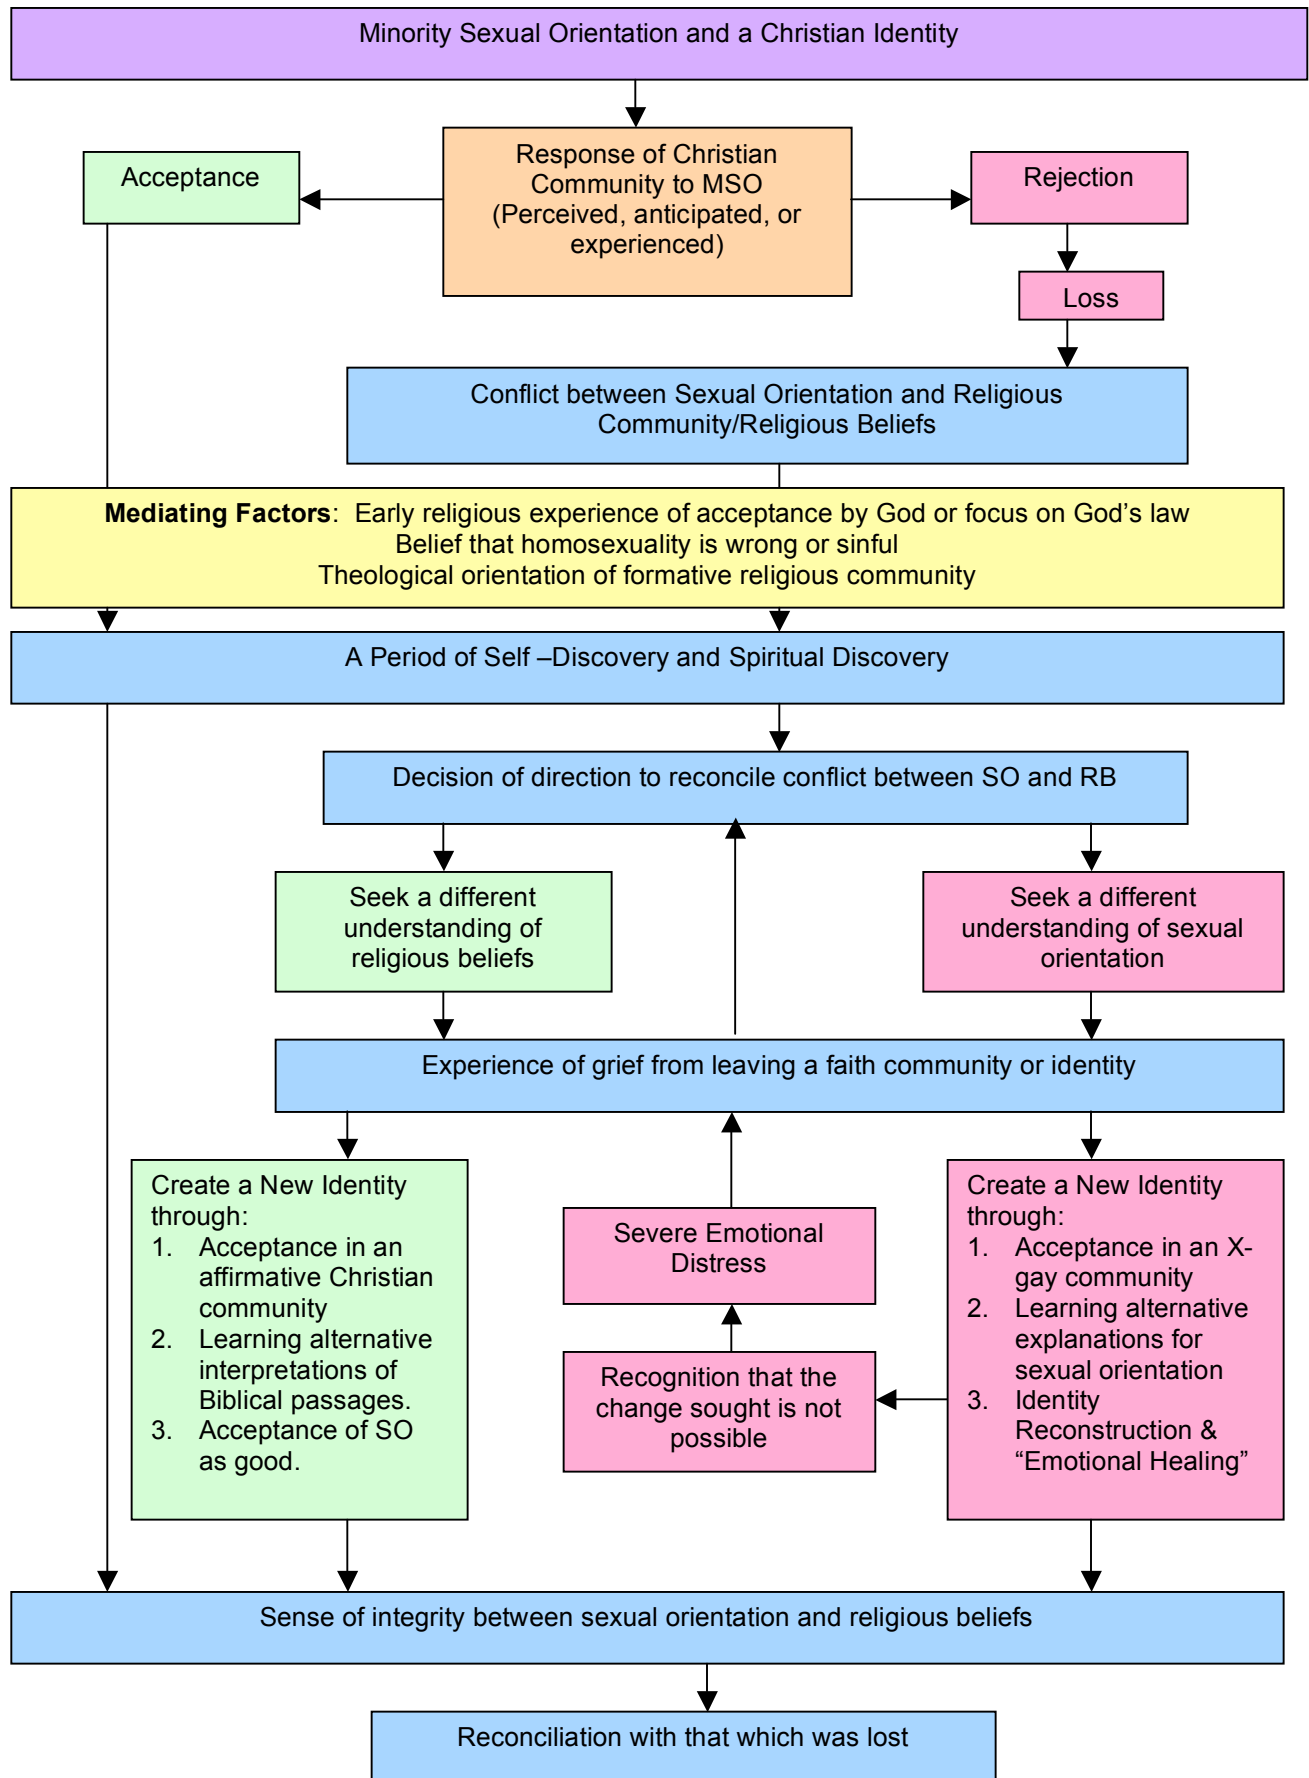 Minority Sexual Orientation and a Christian Identity
Acceptance
Response of Christian
Community to MSO
(Perceived, anticipated, or
experienced)
Rejection
Loss
Conflict between Sexual Orientation and Religious
Community/Religious Beliefs
Mediating Factors: Early religious experience of acceptance by God or focus on God’s law
Belief that homosexuality is wrong or sinful
Theological orientation of formative religious community
A Period of Self –Discovery and Spiritual Discovery
Decision of direction to reconcile conflict between SO and RB
Seek a different
understanding of
religious beliefs
Seek a different
understanding of sexual
orientation
Experience of grief from leaving a faith community or identity
Create a New Identity
through:
1. Acceptance in an
affirmative Christian
community
2. Learning alternative
interpretations of
Biblical passages.
3. Acceptance of SO
as good.
Severe Emotional
Distress
Recognition that the
change sought is not
possible
Create a New Identity
through:
1. Acceptance in an X-
gay community
2. Learning alternative
explanations for
sexual orientation
3. Identity
Reconstruction &
“Emotional Healing”
Sense of integrity between sexual orientation and religious beliefs
Reconciliation with that which was lost